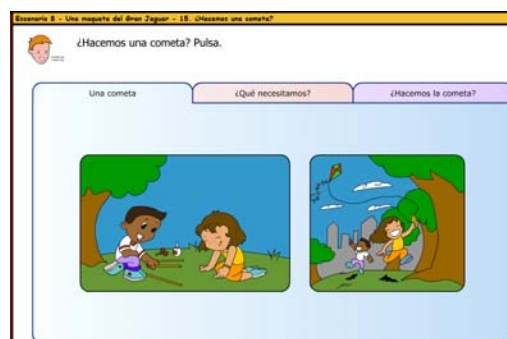 Escenario 8 - Una maqueta del Gran Jaguar - 15. ¿Hacemos una cometa?
¿Hacemos una cometa? Pulsa.
Una cometa
¿Qué necesitamos?
¿Hacemos la cometa?